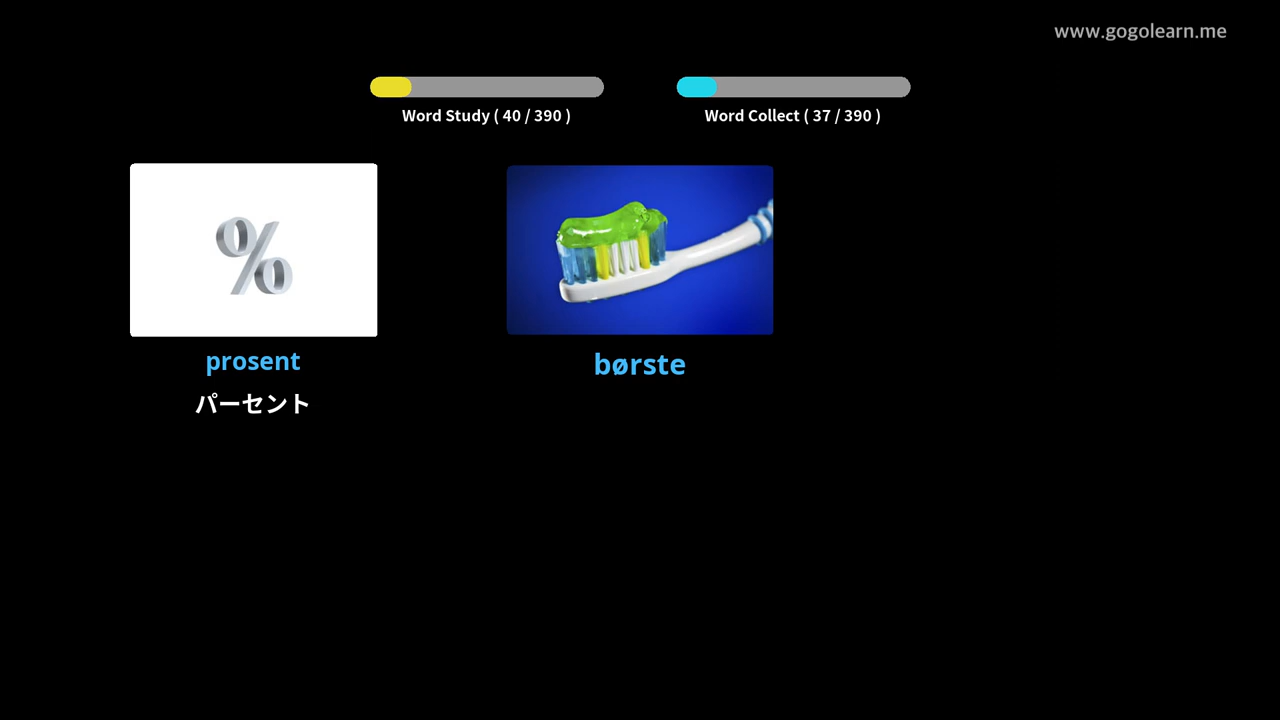 www.gogolearn.me
Word Study ( 40 / 390 )
Word Collect ( 37 / 390 )
%
prosent
パーセント
børste